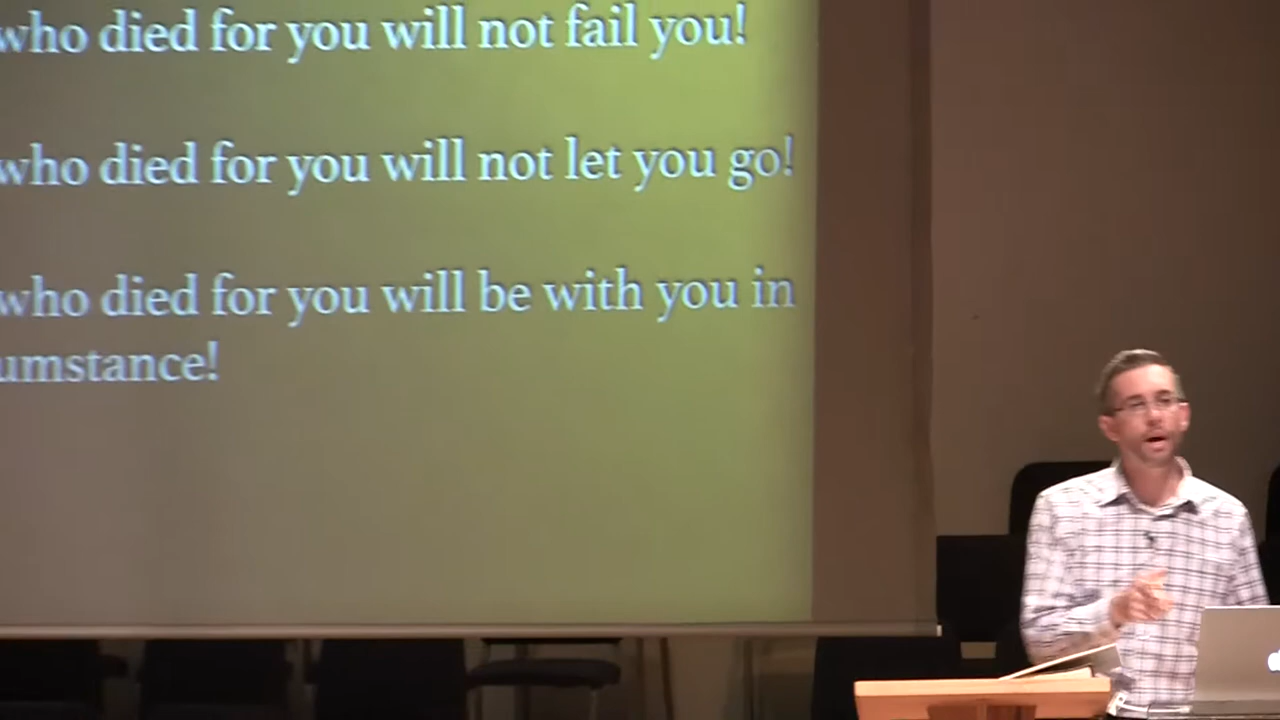 who died for you will not fail you!
who died for you will not let you go!
who died for you will be with you in
umstance!